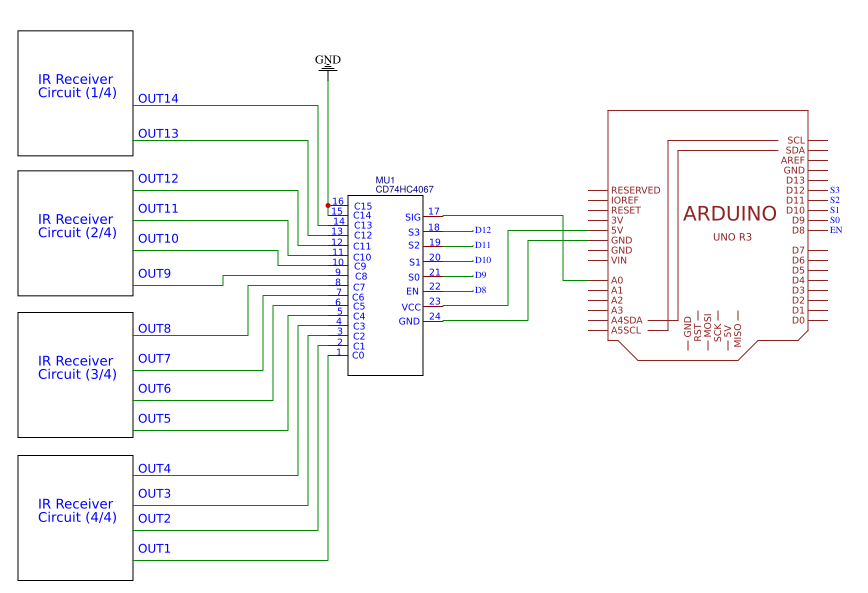 GND
IR Receiver
Circuit (1/4)
OUT14
OUT13
IR Receiver
Circuit (2/4)
OUT12
OUT11
OUT10
OUT9
IR Receiver
Circuit (3/4)
OUT8
OUT7
OUT6
OUT5
IR Receiver
Circuit (4/4)
OUT4
OUT3
OUT2
OUT1
MU1
CD74HC4067
16 C15
15 C14
14 C13
13 C12
12 C11
11 C10
10 C9
9 C8
8 C7
7 C6
6 C5
5 C4
4 C3
3 C2
2 C1
1 C0
SIG 17
S3 18 D12
S2 19 D11
S1 20 D10
S0 21 D9
EN 22 D8
VCC 23
GND 24
ARDUINO
UNO R3
RESERVED
IOREF
RESET
3V
5V
GND
GND
VIN
A0
A1
A2
A3
A4SDA
A5SCL
GND
RST
MOSI
SCK
5V
MISO
SCL
SDA
AREF
GND
D13
D12 S3
D11 S2
D10 S1
D9 S0
D8 EN
D7
D6
D5
D4
D3
D2
D1
D0